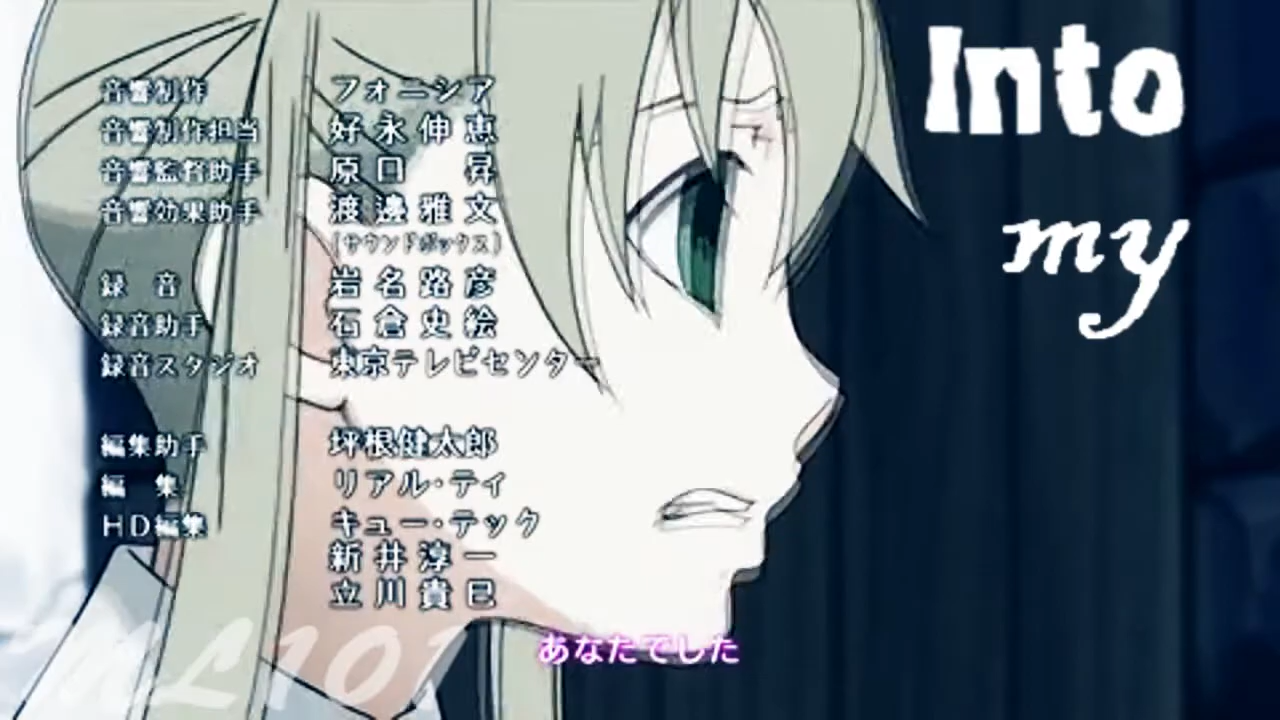 Into
my
音響制作 フォニシア
音響制作担当 好永伸恵
音響監督助手 原口 昇
音響効果助手 渡邊雅文
(サウンドボックス)
録 音 岩名路彦
録音助手 石倉史絵
録音スタジオ 東京テレビセンター
編集助手 坪根健太郎
編 集 リアル・ティ
HD編集 キュー・テック
新井淳一
立川貴巳
あなたでした
ML101